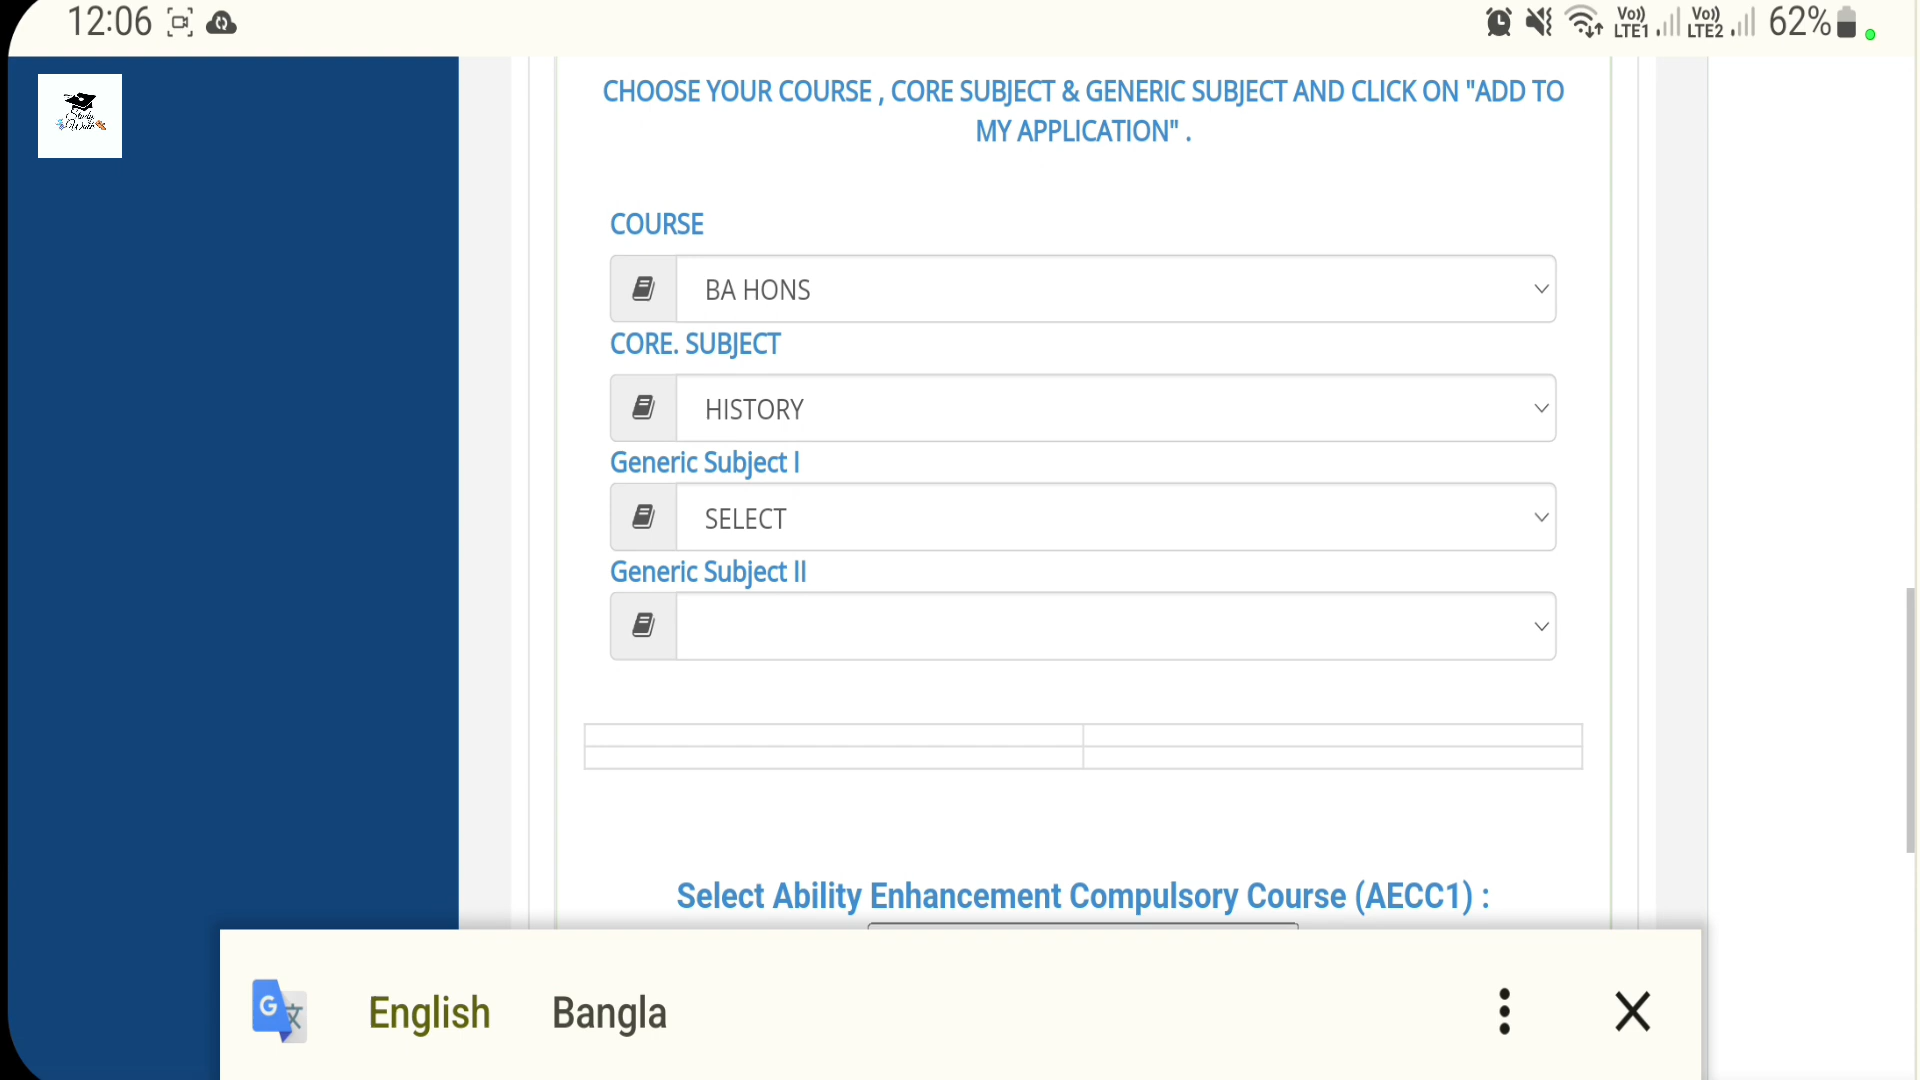 12:06
Vo)) LTE1 Vo)) LTE2 62%
Study
CHOOSE YOUR COURSE , CORE SUBJECT & GENERIC SUBJECT AND CLICK ON "ADD TO
MY APPLICATION" .
COURSE
BA HONS
CORE. SUBJECT
HISTORY
Generic Subject I
SELECT
Generic Subject II
Select Ability Enhancement Compulsory Course (AECC1) :
G 文 English Bangla